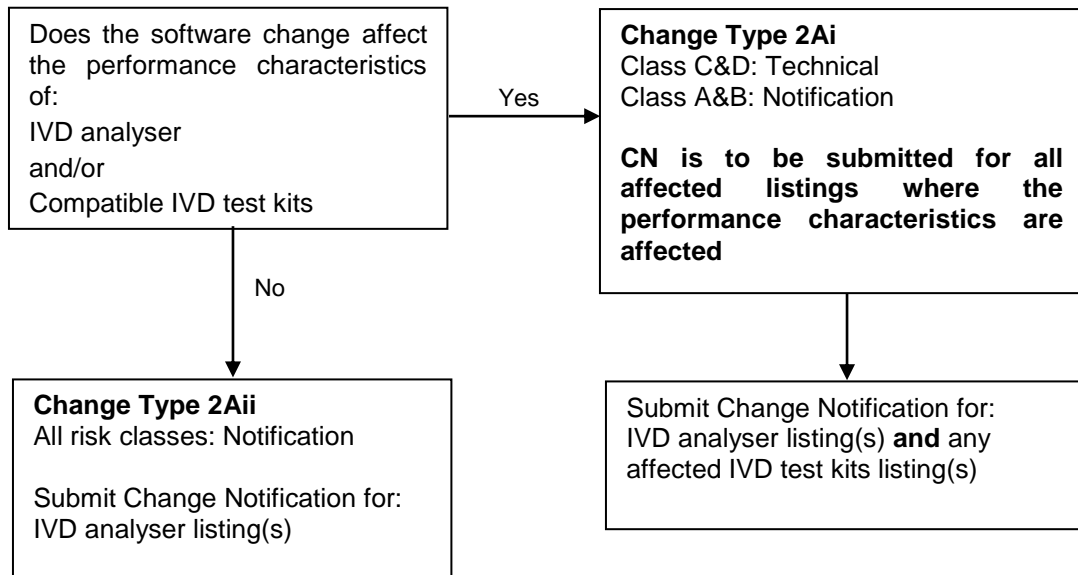 Does the software change affect
the performance characteristics
of:
IVD analyser
and/or
Compatible IVD test kits
Yes
Change Type 2Ai
Class C&D: Technical
Class A&B: Notification
CN is to be submitted for all
affected listings where the
performance characteristics are
affected
No
Change Type 2Aii
All risk classes: Notification
Submit Change Notification for:
IVD analyser listing(s)
Submit Change Notification for:
IVD analyser listing(s) and any
affected IVD test kits listing(s)